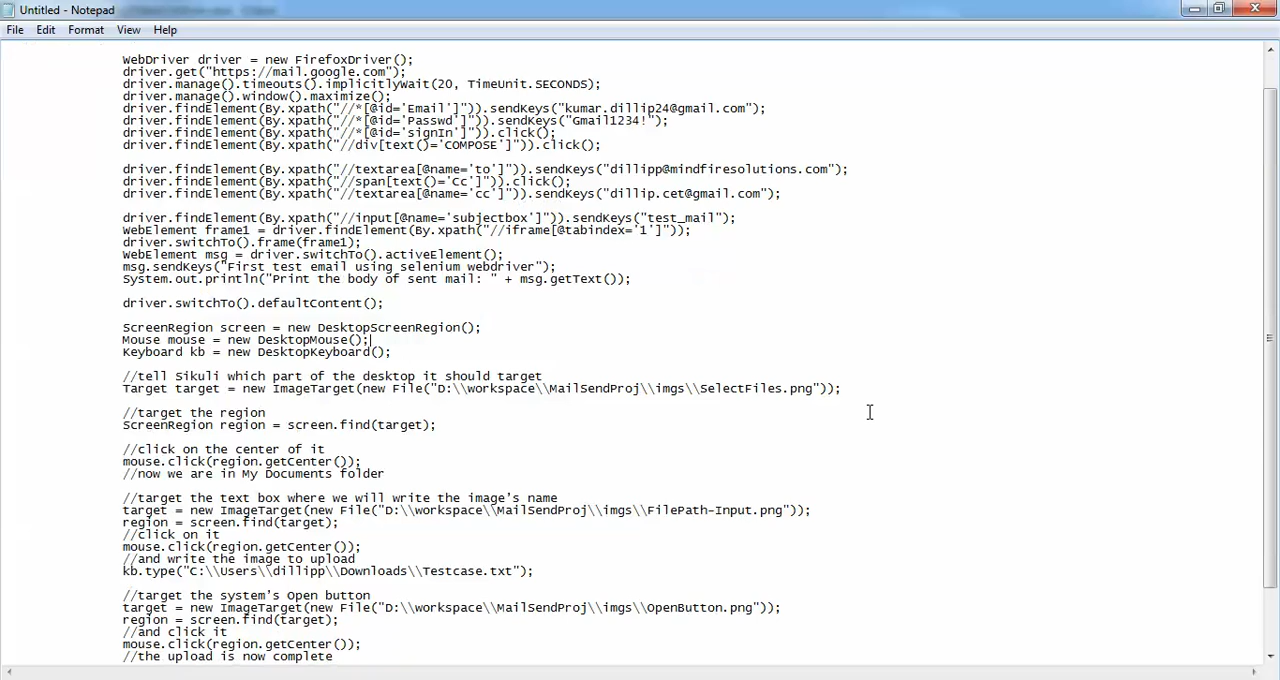 Untitled - Notepad
File Edit Format View Help
WebDriver driver = new FirefoxDriver();
driver.get("https://mail.google.com");
driver.manage().timeouts().implicitlyWait(20, TimeUnit.SECONDS);
driver.manage().window().maximize();
driver.findElement(By.xpath("//*[@id='Email']")).sendKeys("kumar.dillip24@gmail.com");
driver.findElement(By.xpath("//*[@id='Passwd']")).sendKeys("Gmail1234!");
driver.findElement(By.xpath("//*[@id='signIn']")).click();
driver.findElement(By.xpath("//div[text()='COMPOSE']")).click();
driver.findElement(By.xpath("//textarea[@name='to']")).sendKeys("dillipp@mindfiresolutions.com");
driver.findElement(By.xpath("//span[text()='Cc']")).click();
driver.findElement(By.xpath("//textarea[@name='cc']")).sendKeys("dillip.cet@gmail.com");
driver.findElement(By.xpath("//input[@name='subjectbox']")).sendKeys("test_mail");
WebElement frame1 = driver.findElement(By.xpath("//iframe[@tabindex='1']"));
driver.switchTo().frame(frame1);
WebElement msg = driver.switchTo().activeElement();
msg.sendKeys("First test email using selenium webdriver");
System.out.println("Print the body of sent mail: " + msg.getText());
driver.switchTo().defaultContent();
ScreenRegion screen = new DesktopScreenRegion();
Mouse mouse = new DesktopMouse();
Keyboard kb = new DesktopKeyboard();
//tell Sikuli which part of the desktop it should target
Target target = new ImageTarget(new File("D:\\workspace\\MailSendProj\\imgs\\SelectFiles.png"));
//target the region
ScreenRegion region = screen.find(target);
//click on the center of it
mouse.click(region.getCenter());
//now we are in My Documents folder
//target the text box where we will write the image's name
target = new ImageTarget(new File("D:\\workspace\\MailSendProj\\imgs\\FilePath-Input.png"));
region = screen.find(target);
//click on it
mouse.click(region.getCenter());
//and write the image to upload
kb.type("C:\\Users\\dillipp\\Downloads\\Testcase.txt");
//target the system's Open button
target = new ImageTarget(new File("D:\\workspace\\MailSendProj\\imgs\\OpenButton.png"));
region = screen.find(target);
//and click it
mouse.click(region.getCenter());
//the upload is now complete